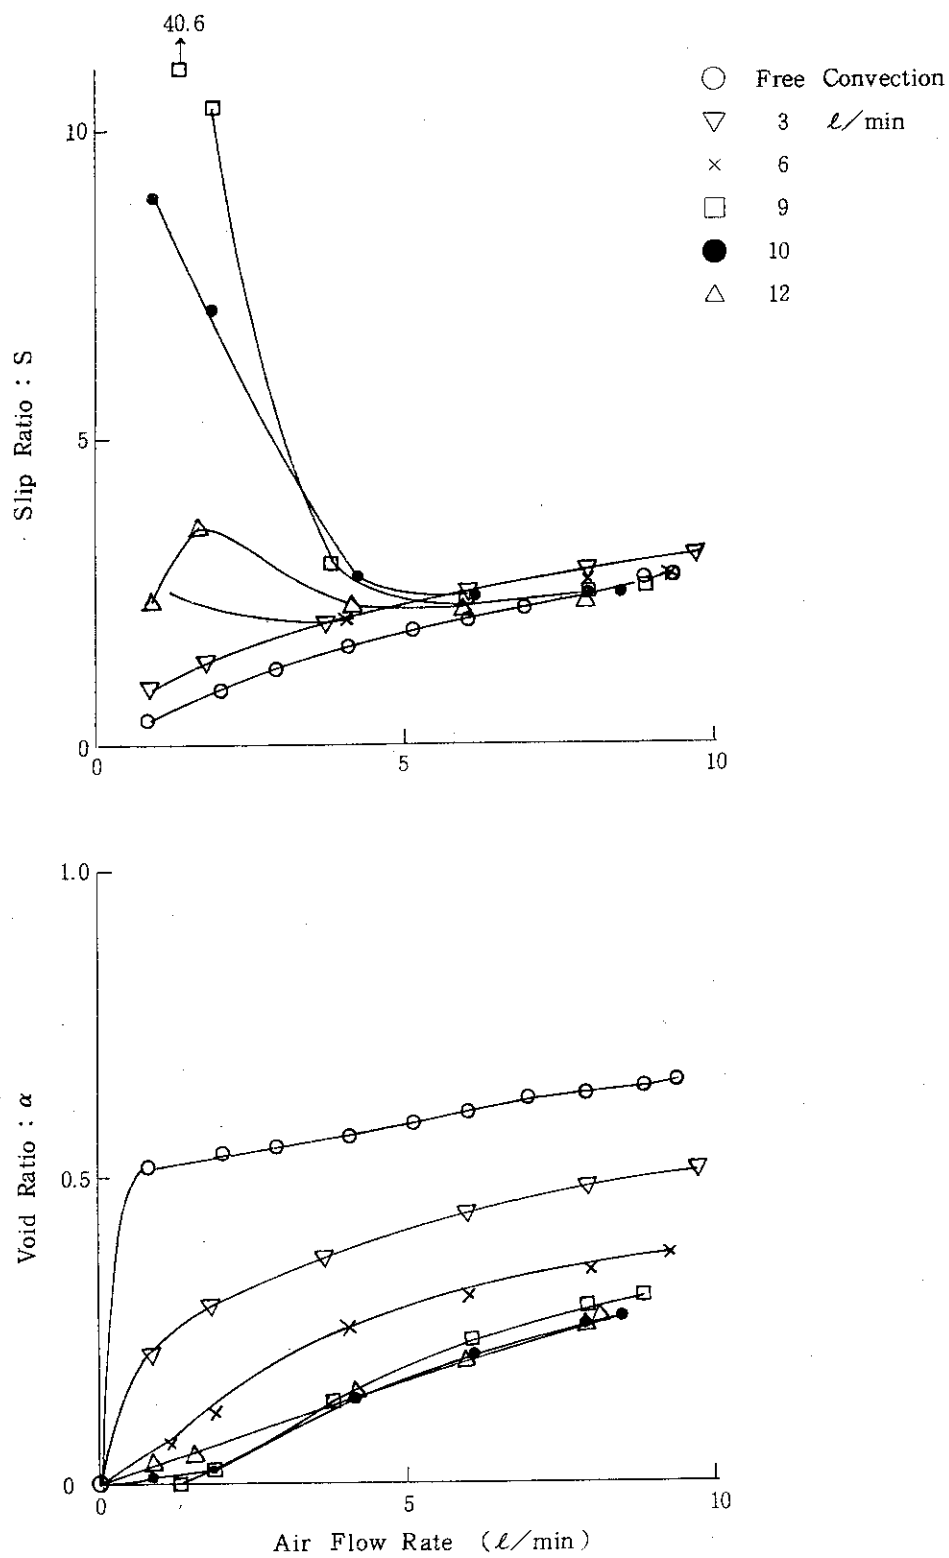 40.6
Free Convection
3 ℓ/min
6
9
10
12
10
5
0
Slip Ratio : S
0 5 10
1.0
0.5
0
Void Ratio : α
0 5 10
Air Flow Rate (ℓ/min)